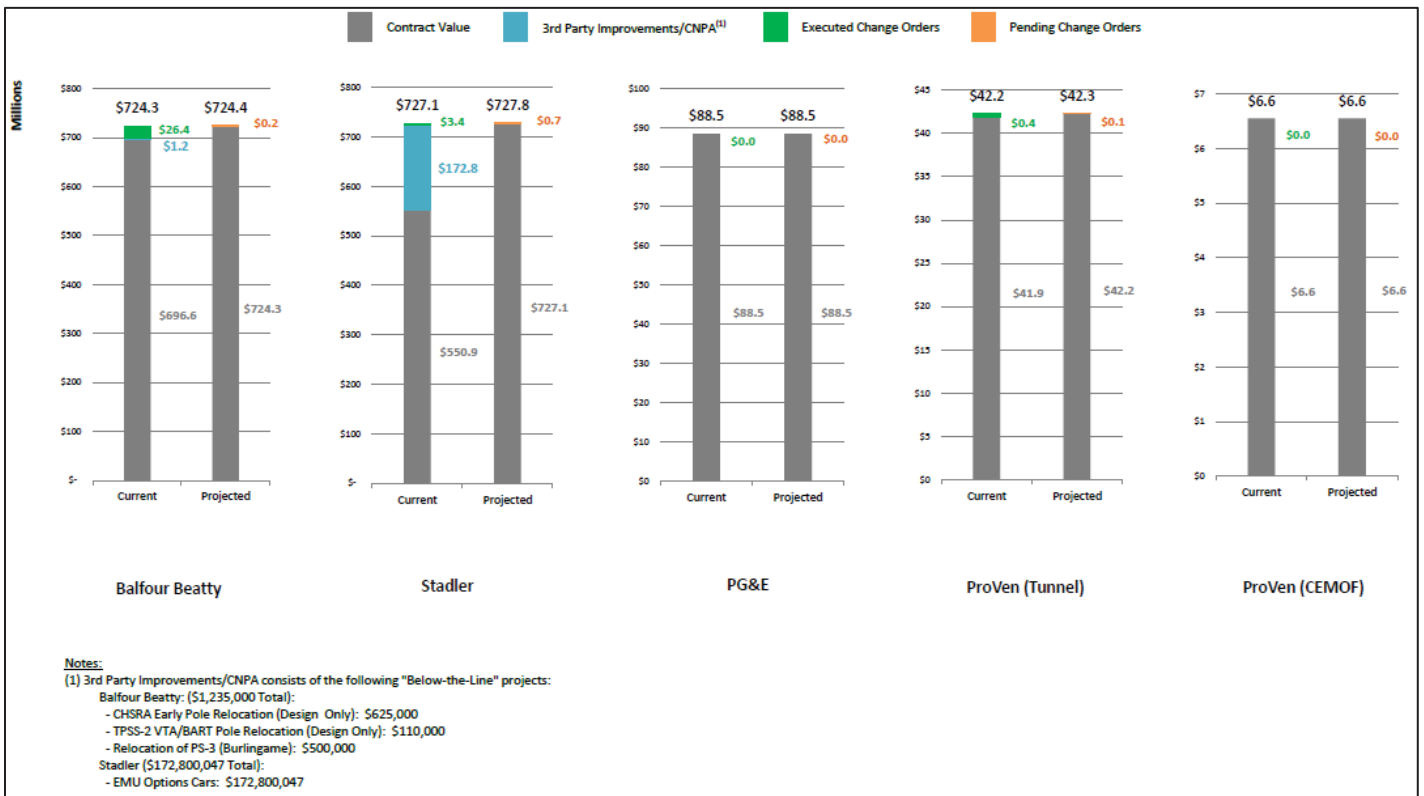 Contract Value
3rd Party Improvements/CNPA(1)
Executed Change Orders
Pending Change Orders
Millions
$800
$700
$600
$500
$400
$300
$200
$100
$-
$724.3
$724.4
$26.4
$1.2
$0.2
$696.6
$724.3
Current
Projected
Balfour Beatty
$800
$700
$600
$500
$400
$300
$200
$100
$-
$727.1
$727.8
$3.4
$0.7
$172.8
$727.1
$550.9
Current
Projected
Stadler
$100
$90
$80
$70
$60
$50
$40
$30
$20
$10
$0
$88.5
$88.5
$0.0
$0.0
$88.5
$88.5
Current
Projected
PG&E
$45
$40
$35
$30
$25
$20
$15
$10
$5
$0
$42.2
$42.3
$0.4
$0.1
$41.9
$42.2
Current
Projected
ProVen (Tunnel)
$7
$6
$5
$4
$3
$2
$1
$0
$6.6
$6.6
$0.0
$0.0
$6.6
$6.6
Current
Projected
ProVen (CEMOF)
Notes:
(1) 3rd Party Improvements/CNPA consists of the following "Below-the-Line" projects:
Balfour Beatty: ($1,235,000 Total):
- CHSRA Early Pole Relocation (Design Only): $625,000
- TPSS-2 VTA/BART Pole Relocation (Design Only): $110,000
- Relocation of PS-3 (Burlingame): $500,000
Stadler ($172,800,047 Total):
- EMU Options Cars: $172,800,047